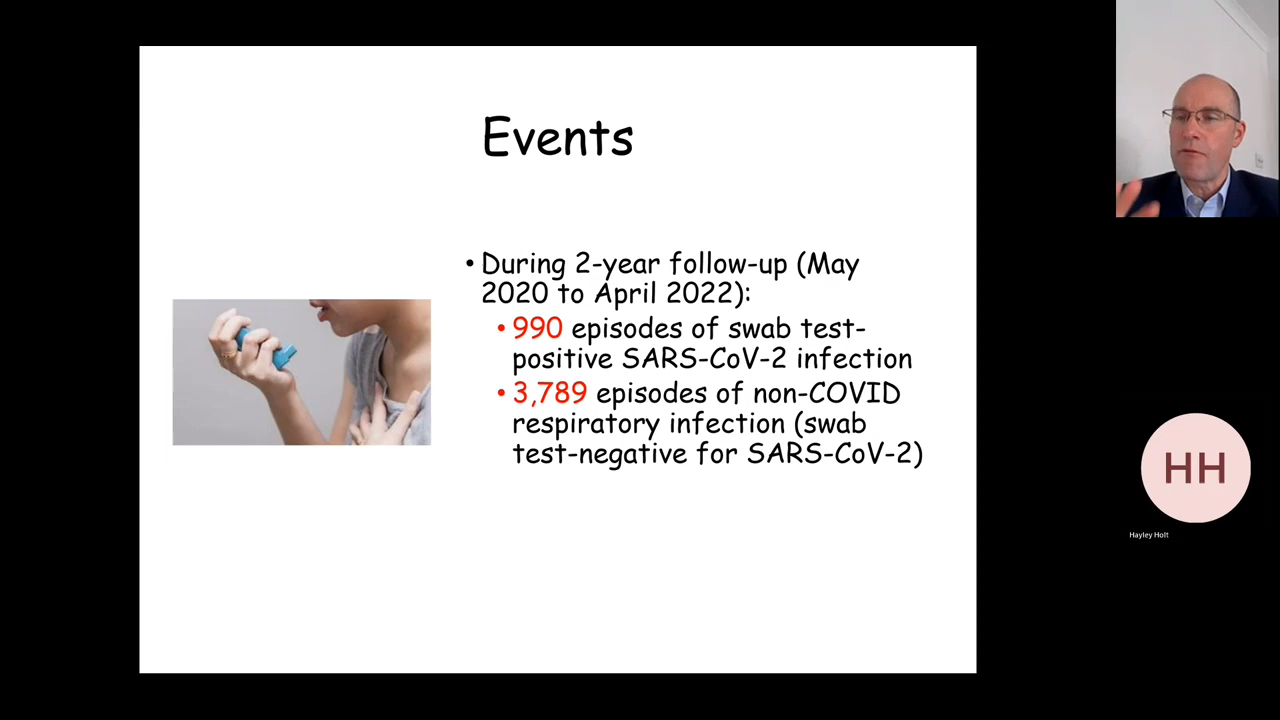 Events
• During 2-year follow-up (May
2020 to April 2022):
• 990 episodes of swab test-
positive SARS-CoV-2 infection
• 3,789 episodes of non-COVID
respiratory infection (swab
test-negative for SARS-CoV-2)
HH
Hayley Holt